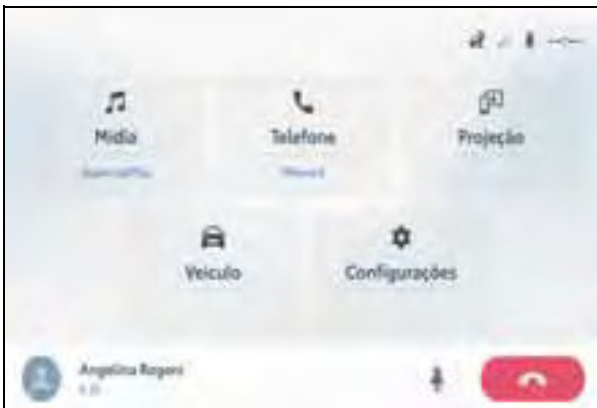 --:--
Mídia
Telefone
Projeção
Veículo
Configurações
Angelina Rogoni